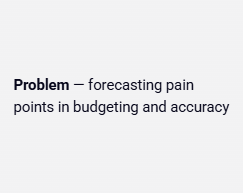 Problem — forecasting pain
points in budgeting and accuracy